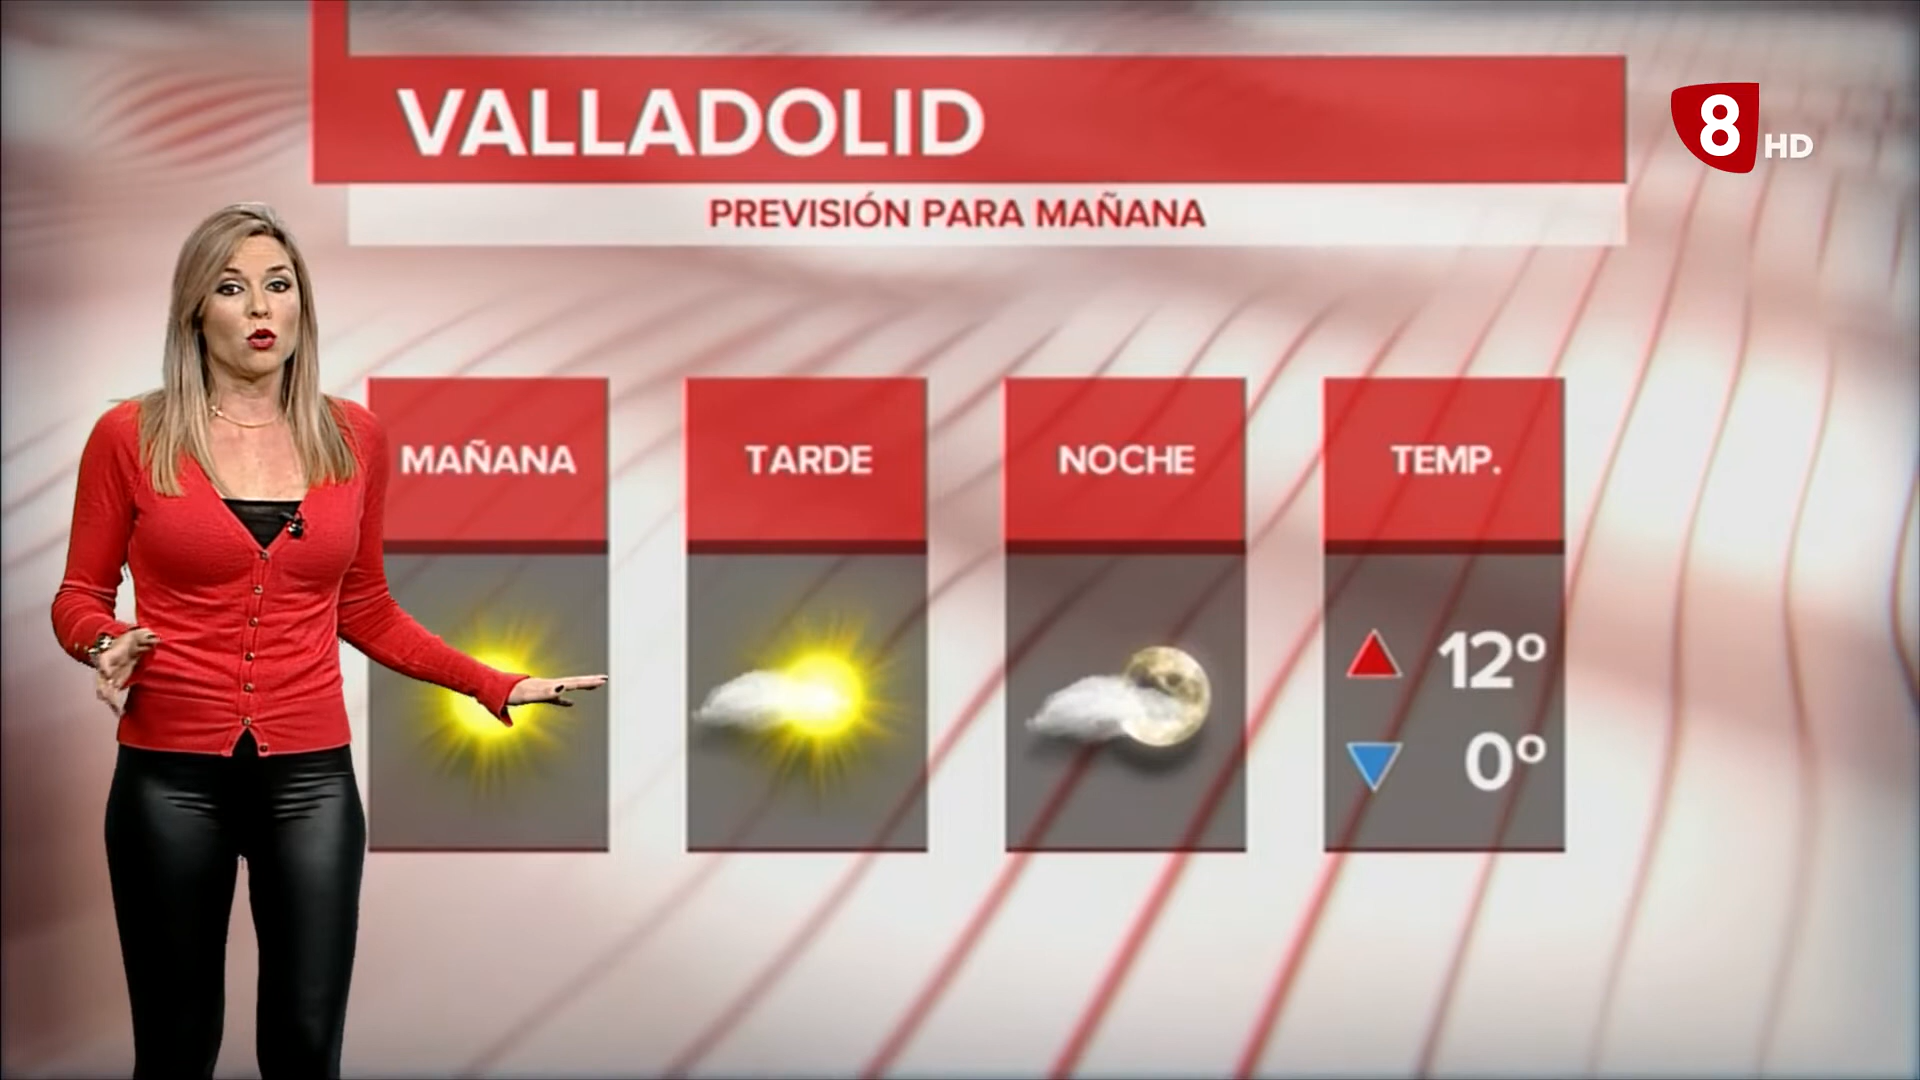 VALLADOLID
8 HD
PREVISIÓN PARA MAÑANA
MAÑANA
TARDE
NOCHE
TEMP.
12º
0º